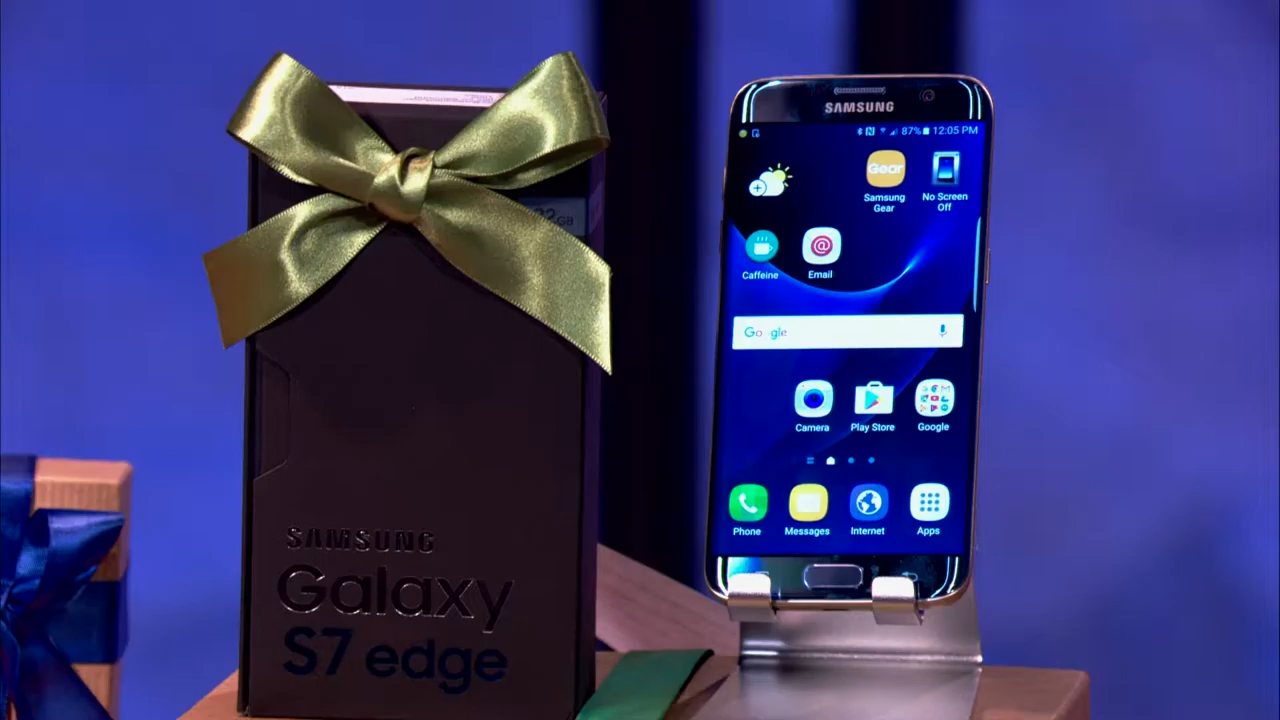 32GB
SAMSUNG
Galaxy
S7 edge
SAMSUNG
87% 12:05 PM
Gear
Samsung
Gear
No Screen
Off
Caffeine
Email
Google
Camera
Play Store
Google
Phone
Messages
Internet
Apps